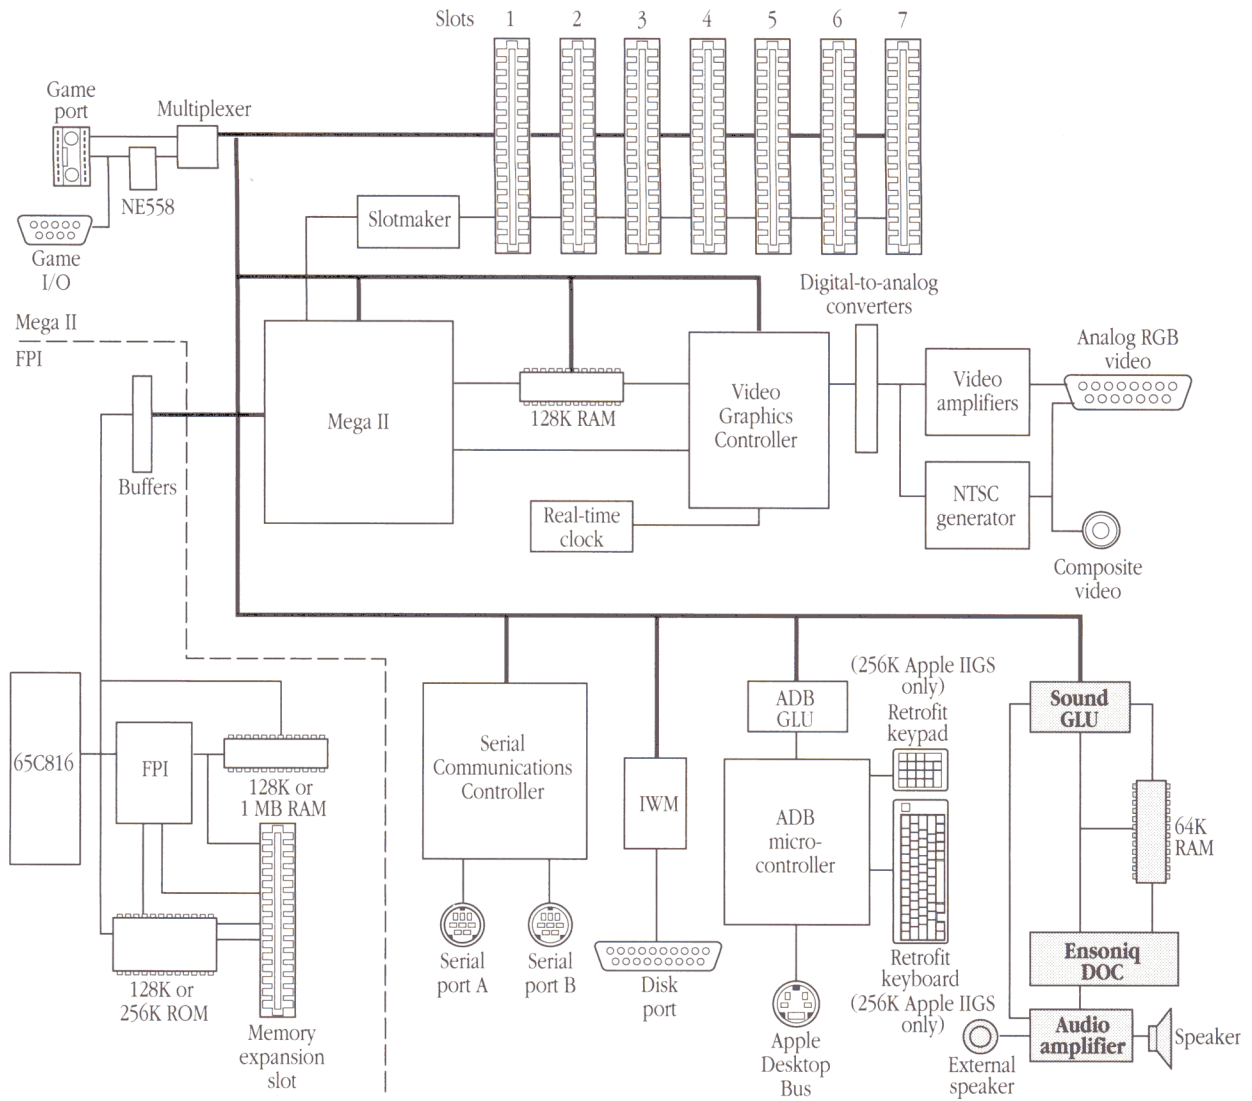 Slots 1 2 3 4 5 6 7
Game
port
Multiplexer
NE558
Game
I/O
Slotmaker
Mega II
FPI
Digital-to-analog
converters
Analog RGB
video
Buffers
Mega II
128K RAM
Video
Graphics
Controller
Video
amplifiers
NTSC
generator
Real-time
clock
Composite
video
65C816
FPI
128K or
1 MB RAM
128K or
256K ROM
Memory
expansion
slot
Serial
Communications
Controller
Serial
port A
Serial
port B
IWM
Disk
port
ADB
GLU
ADB
micro-
controller
Apple
Desktop
Bus
(256K Apple IIGS
only)
Retrofit
keypad
Retrofit
keyboard
(256K Apple IIGS
only)
Sound
GLU
64K
RAM
Ensoniq
DOC
Audio
amplifier
External
speaker
Speaker